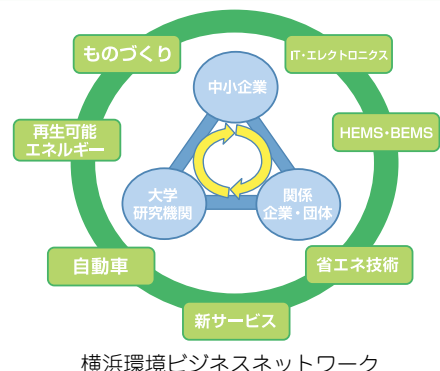 ものづくり
IT・エレクトロニクス
中小企業
再生可能
エネルギー
HEMS・BEMS
大学
研究機関
関係
企業・団体
自動車
省エネ技術
新サービス
横浜環境ビジネスネットワーク